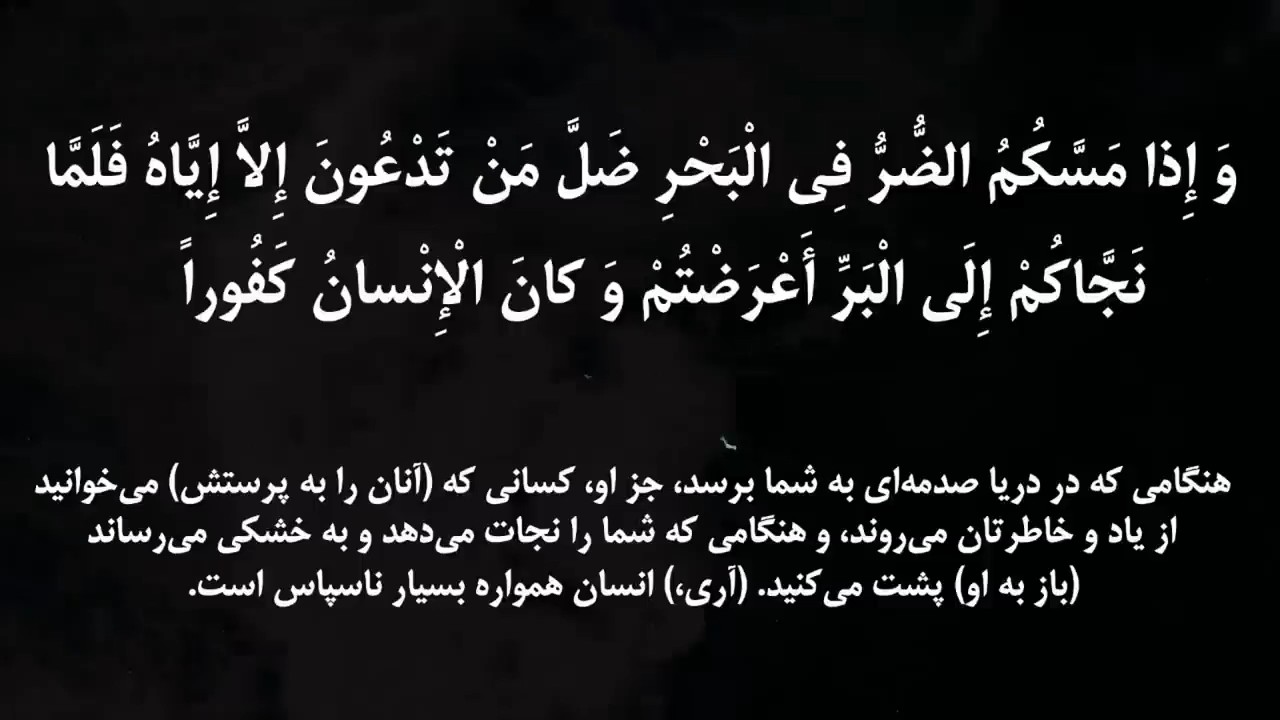 وَ إِذا مَسَّكُمُ الضُّرُّ فِی الْبَحْرِ ضَلَّ مَنْ تَدْعُونَ إِلاَّ إِیَّاهُ فَلَمَّا
نَجَّاکُمْ إِلَی الْبَرِّ أَعْرَضْتُمْ وَ کانَ الْإِنْسانُ کَفُوراً
هنگامی که در دریا صدمه‌ای به شما برسد، جز او، کسانی که (آنان را به پرستش) می‌خوانید
از یاد و خاطرتان می‌روند، و هنگامی که شما را نجات می‌دهد و به خشکی می‌رساند
(باز به او) پشت می‌کنید. (آری،) انسان همواره بسیار ناسپاس است.